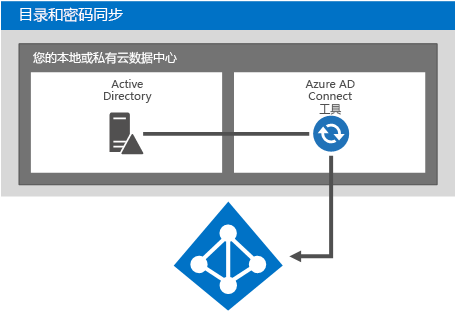 目录和密码同步
您的本地或私有云数据中心
Active
Directory
Azure AD
Connect
工具